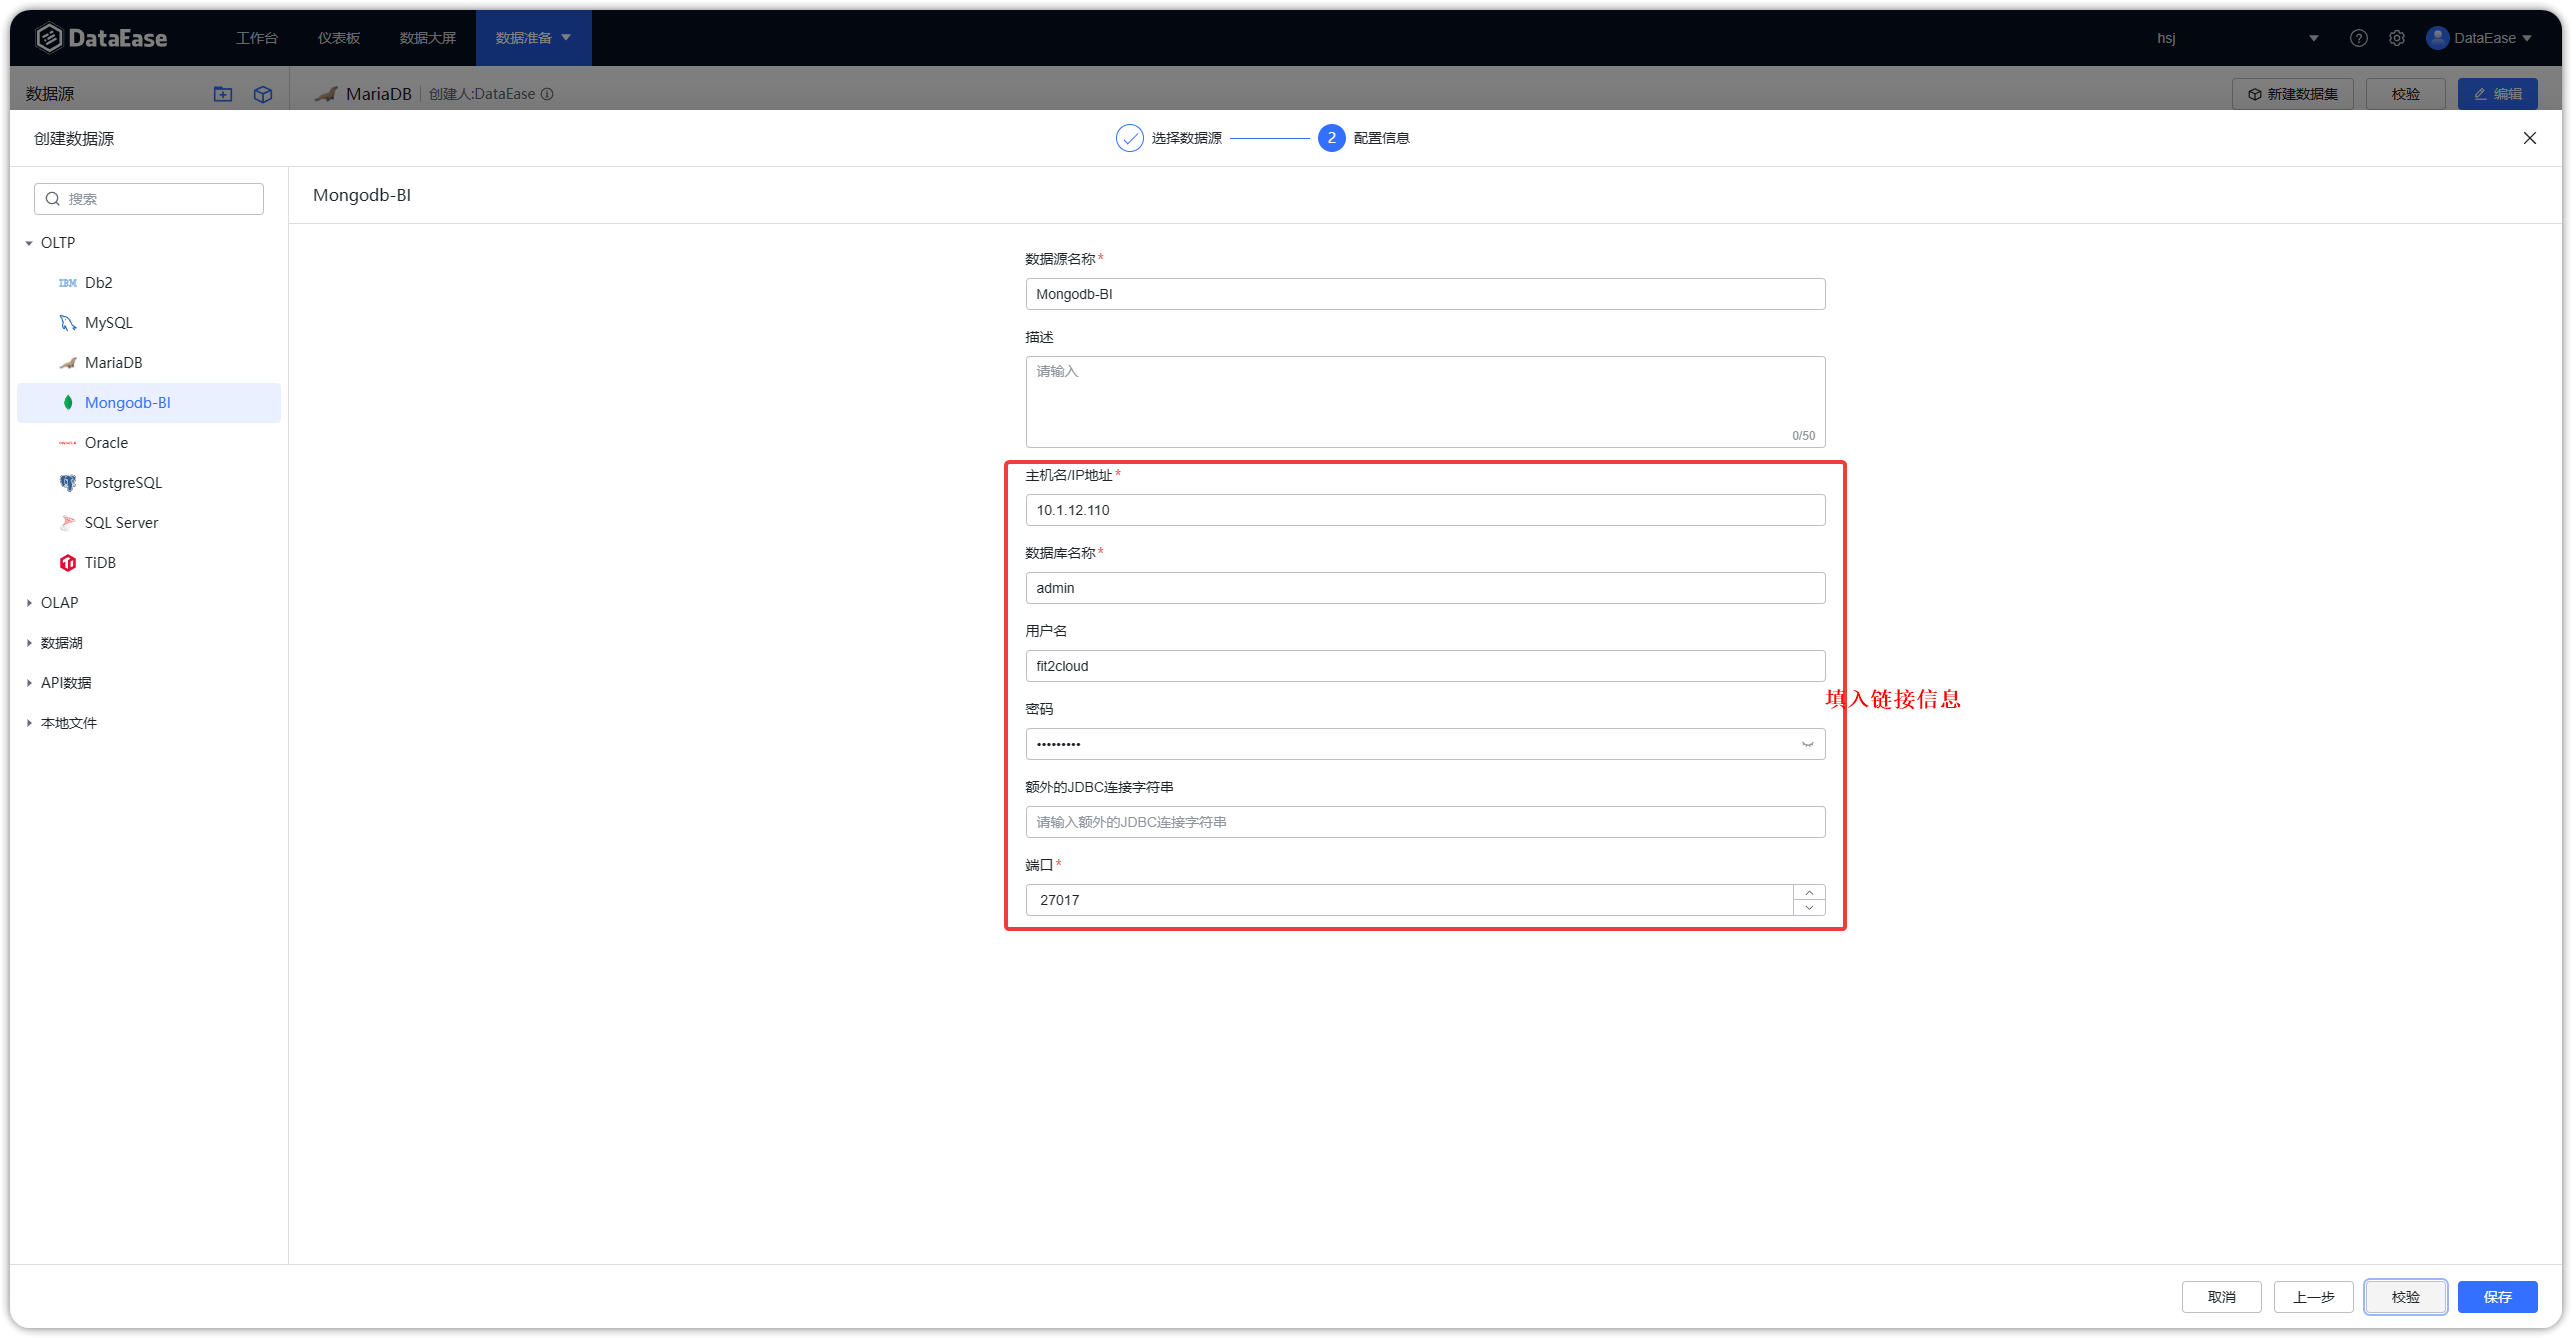 DataEase
工作台
仪表板
数据大屏
数据准备
hsj
DataEase
数据源
MariaDB
创建人:DataEase
新建数据集
校验
编辑
创建数据源
选择数据源
2
配置信息
搜索
OLTP
IBM Db2
MySQL
MariaDB
Mongodb-BI
Oracle
PostgreSQL
SQL Server
TiDB
OLAP
数据湖
API数据
本地文件
Mongodb-BI
数据源名称*
Mongodb-BI
描述
请输入
0/50
主机名/IP地址*
10.1.12.110
数据库名称*
admin
用户名
fit2cloud
填入链接信息
密码
•••••••••
额外的JDBC连接字符串
请输入额外的JDBC连接字符串
端口*
27017
取消
上一步
校验
保存